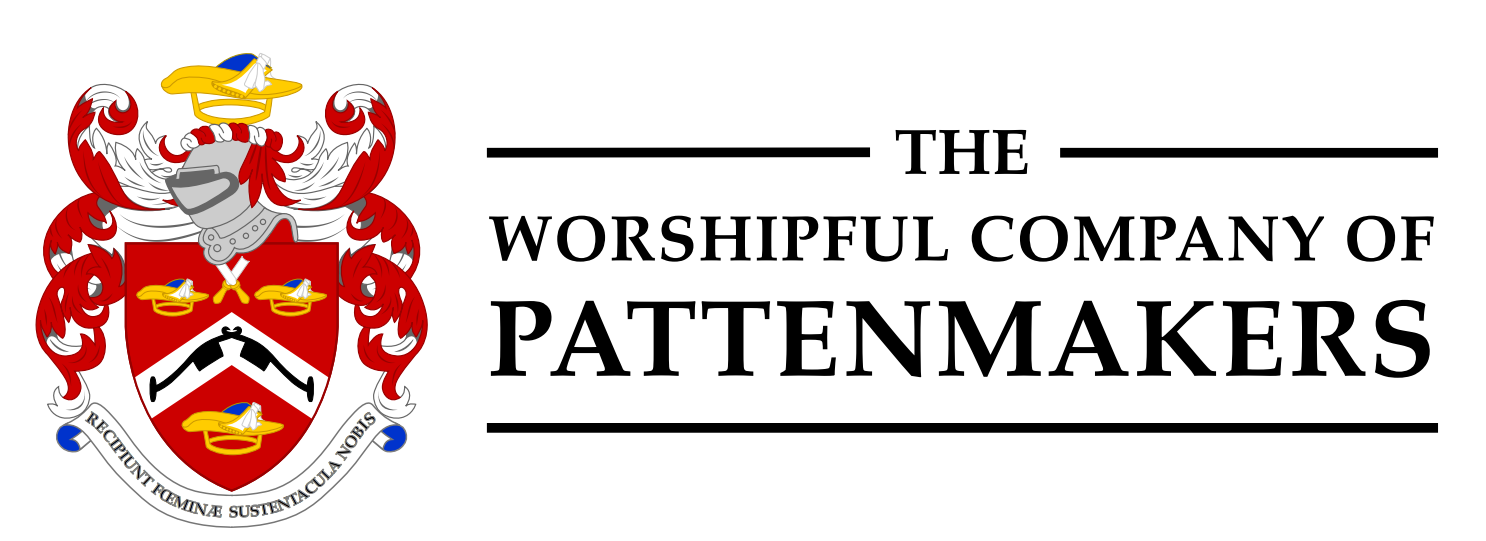 THE
WORSHIPFUL COMPANY OF
PATTENMAKERS
RECIPIUNT FŒMINÆ SUSTENTACULA NOBIS